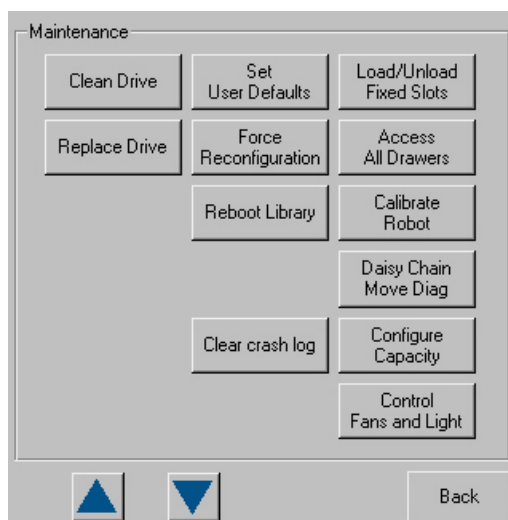 Maintenance
Clean Drive
Set
User Defaults
Load/Unload
Fixed Slots
Replace Drive
Force
Reconfiguration
Access
All Drawers
Reboot Library
Calibrate
Robot
Daisy Chain
Move Diag
Clear crash log
Configure
Capacity
Control
Fans and Light
Back